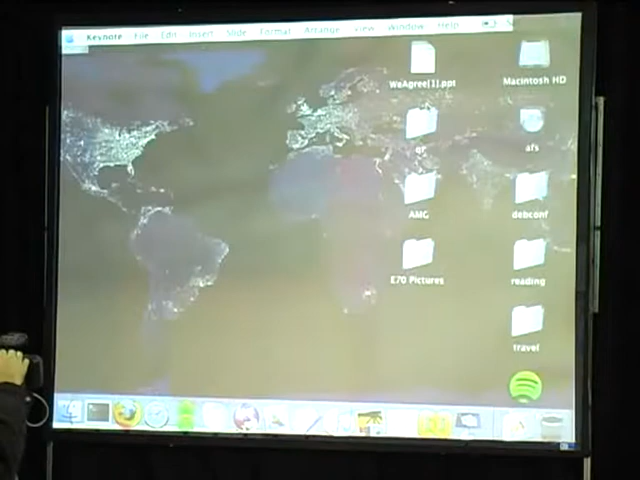 Keynote File Edit Insert Slide Format Arrange View Window Help
WeAgree[1].ppt
Macintosh HD
afs
AMG
debconf
E70 Pictures
reading
travel